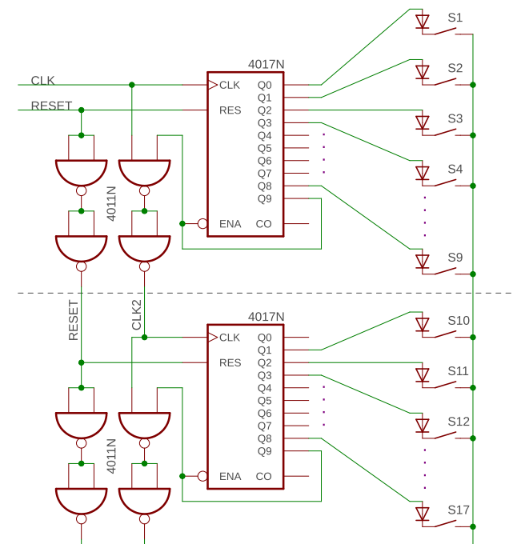 S1
4017N
CLK
CLK
Q0
S2
Q1
RESET
RES
Q2
S3
Q3
Q4
Q5
Q6
S4
Q7
4011N
Q8
Q9
ENA
CO
S9
RESET
CLK2
4017N
S10
CLK
Q0
Q1
RES
Q2
S11
Q3
Q4
Q5
S12
Q6
Q7
4011N
Q8
Q9
ENA
CO
S17